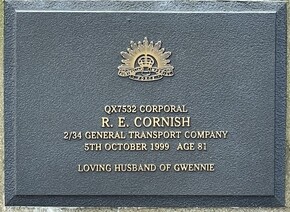 QX7532 CORPORAL
R. E. CORNISH
2/34 GENERAL TRANSPORT COMPANY
5TH OCTOBER 1999 AGE 81
LOVING HUSBAND OF GWENNIE